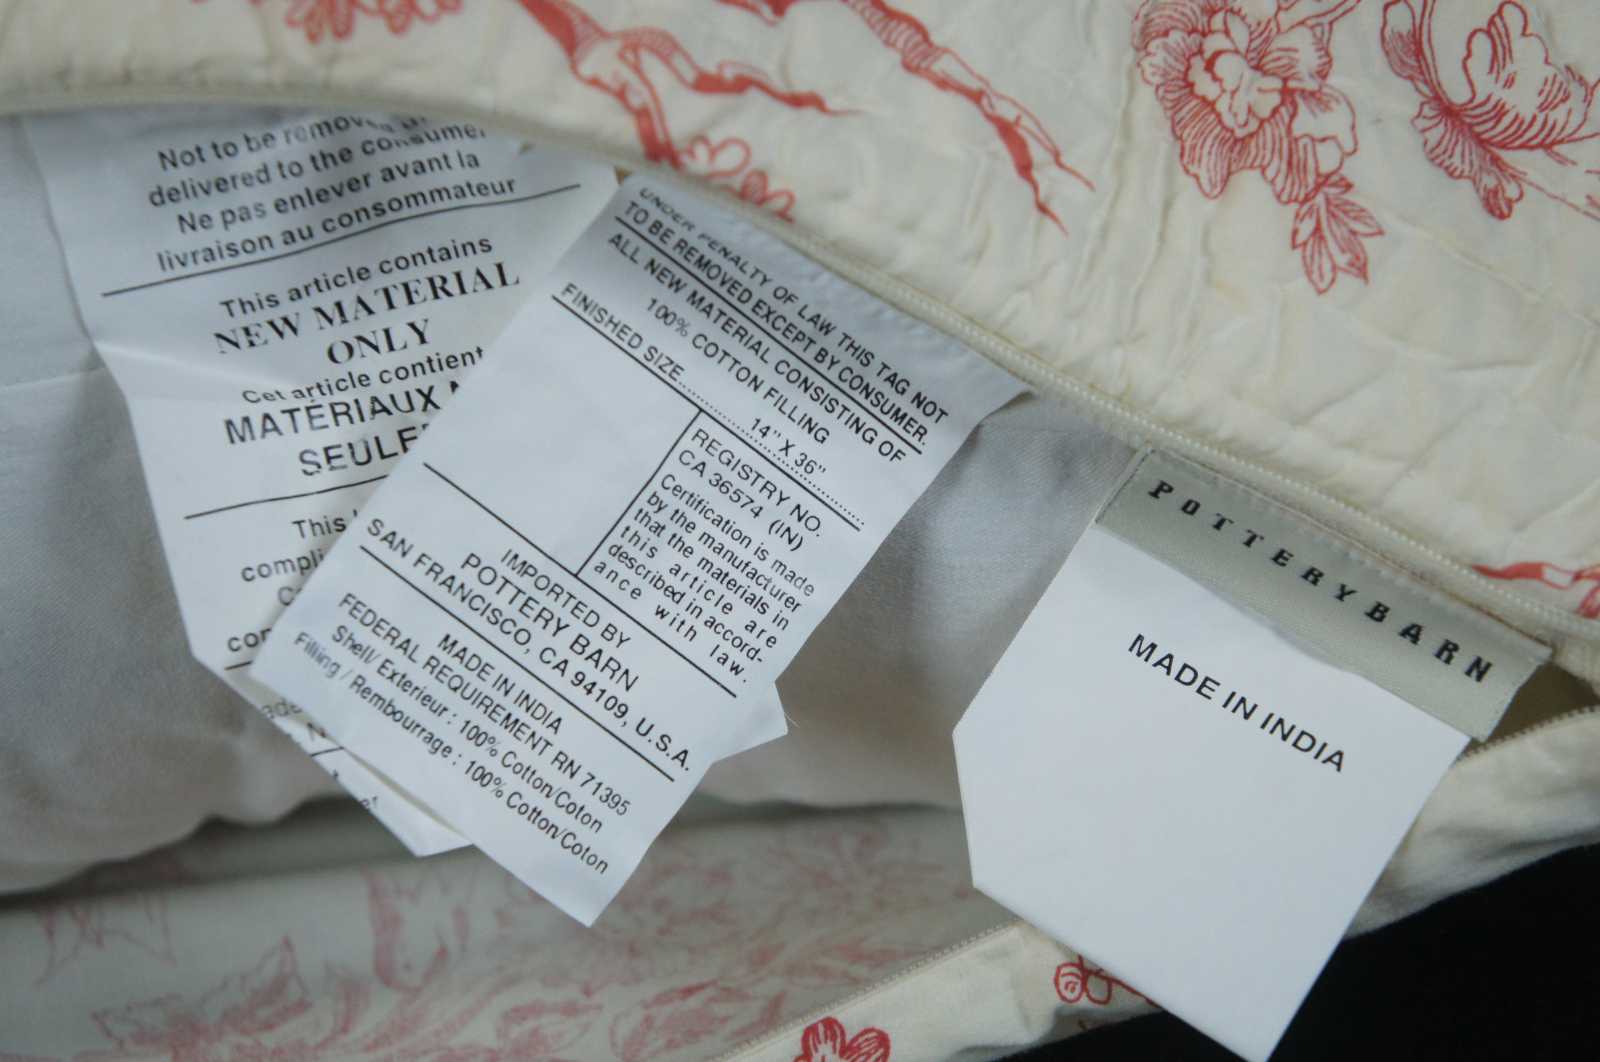 Not to be
delivered to the consumer
Ne pas enlever avant la
livraison au consommateur
This article contains
NEW MATERIAL
ONLY
Cet article contient
MATÉRIAUX
This
UNDER PENALTY OF LAW THIS TAG NOT
TO BE REMOVED EXCEPT BY CONSUMER.
ALL NEW MATERIAL CONSISTING OF
100% COTTON FILLING
FINISHED SIZE..............................
14" X 36"
REGISTRY NO.
CA 36574 (IN)
Certification is made
by the manufacturer
that the materials in
this article are
described in accord-
ance with law.
IMPORTED BY
POTTERY BARN
SAN FRANCISCO, CA 94109, U.S.A.
MADE IN INDIA
FEDERAL REQUIREMENT RN 71395
Shell/ Exterieur : 100% Cotton/Coton
Filling / Rembourrage : 100% Cotton/Coton
POTTERY BARN
MADE IN INDIA